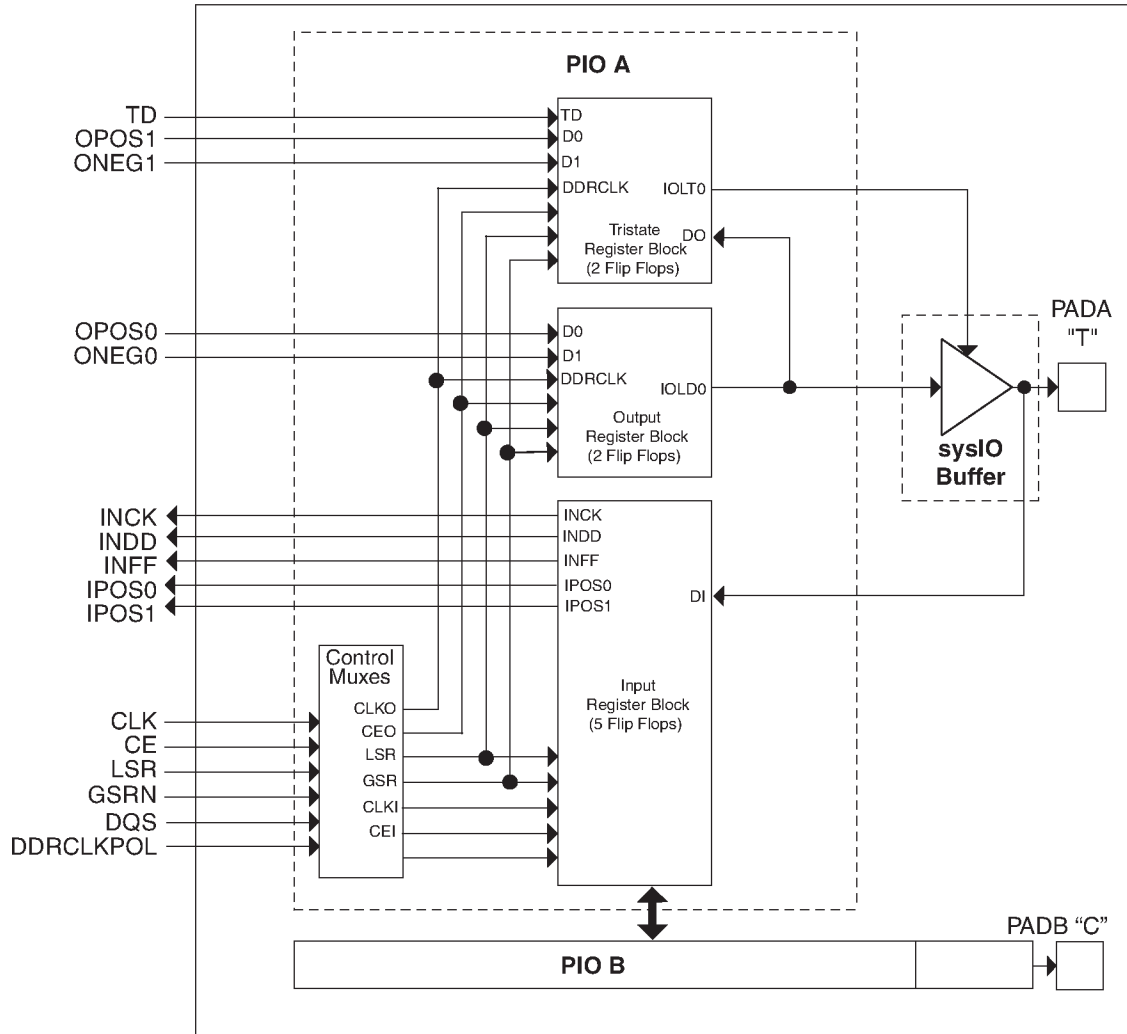 PIO A
TD
OPOS1
ONEG1
TD
D0
D1
DDRCLK
IOLT0
Tristate
Register Block
(2 Flip Flops)
DO
OPOS0
ONEG0
D0
D1
DDRCLK
IOLD0
Output
Register Block
(2 Flip Flops)
PADA
"T"
sysIO
Buffer
INCK
INDD
INFF
IPOS0
IPOS1
INCK
INDD
INFF
IPOS0
IPOS1
DI
Input
Register Block
(5 Flip Flops)
Control
Muxes
CLKO
CEO
LSR
GSR
CLKI
CEI
CLK
CE
LSR
GSRN
DQS
DDRCLKPOL
PADB “C”
PIO B